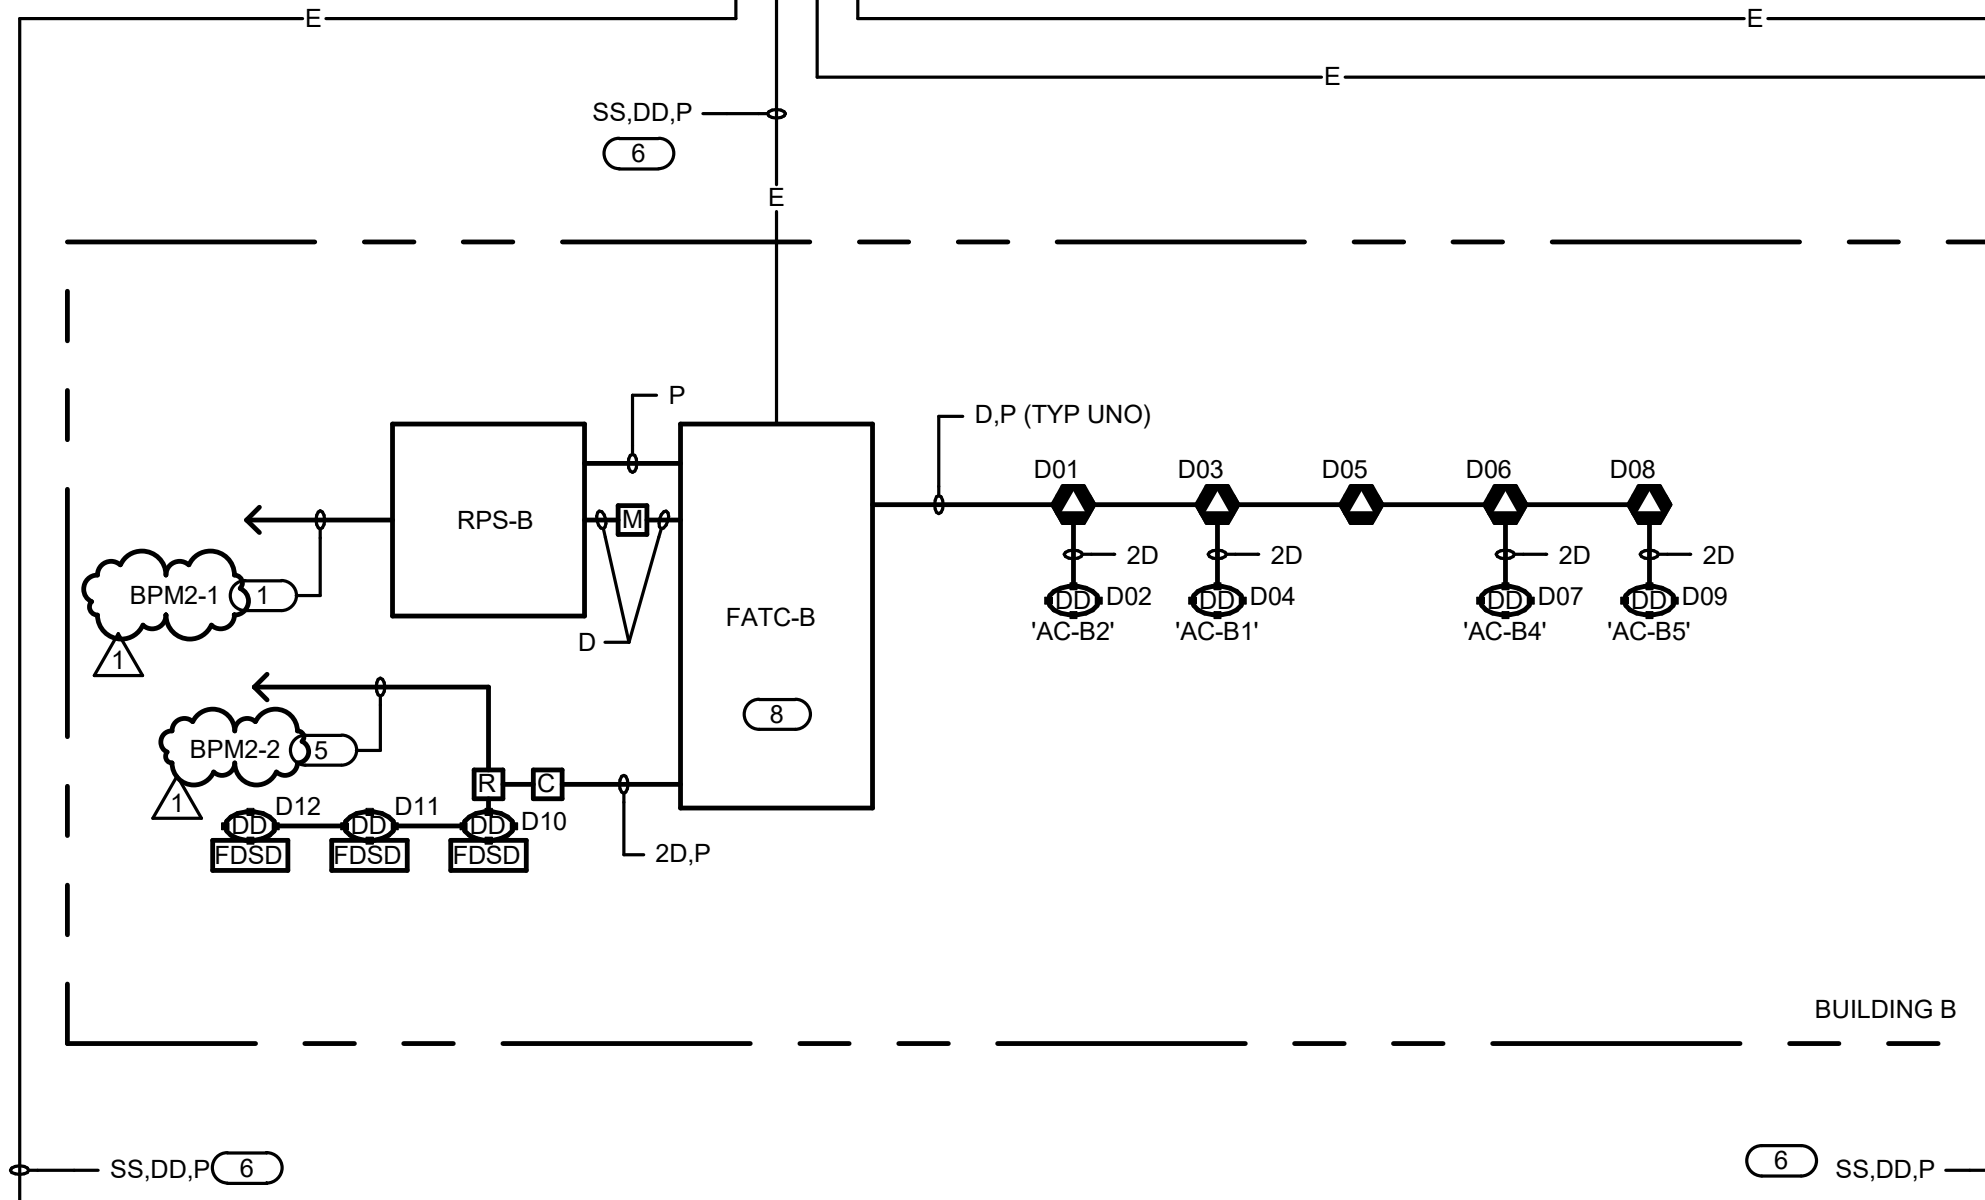 E
E
E
SS,DD,P
6
E
P
D,P (TYP UNO)
D01 D03 D05 D06 D08
RPS-B
M
2D 2D 2D 2D
BPM2-1 1
DD D02 DD D04 DD D07 DD D09
FATC-B
'AC-B2' 'AC-B1' 'AC-B4' 'AC-B5'
D
1
8
BPM2-2 5
R C
1
D12 D11 D10
DD DD DD
FDSD FDSD FDSD
2D,P
BUILDING B
SS,DD,P 6
6 SS,DD,P